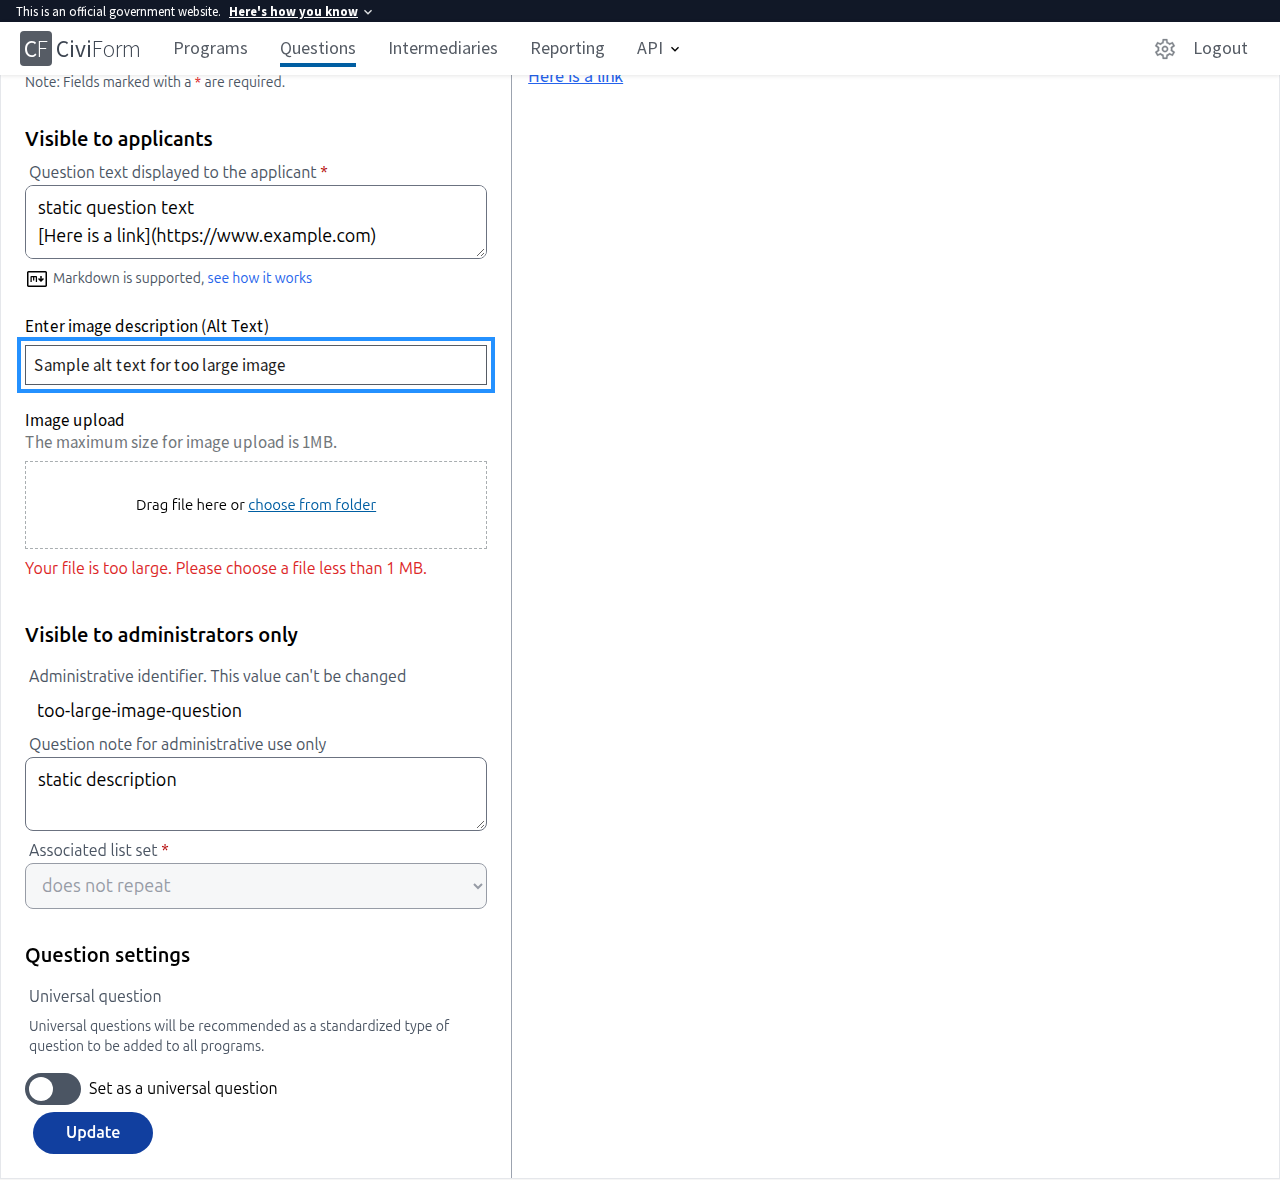 This is an official government website. Here's how you know
CF CiviForm Programs Questions Intermediaries Reporting API Logout
Note: Fields marked with a * are required.
Here is a link
Visible to applicants
Question text displayed to the applicant *
static question text
[Here is a link](https://www.example.com)
Markdown is supported, see how it works
Enter image description (Alt Text)
Sample alt text for too large image
Image upload
The maximum size for image upload is 1MB.
Drag file here or choose from folder
Your file is too large. Please choose a file less than 1 MB.
Visible to administrators only
Administrative identifier. This value can't be changed
too-large-image-question
Question note for administrative use only
static description
Associated list set *
does not repeat
Question settings
Universal question
Universal questions will be recommended as a standardized type of
question to be added to all programs.
Set as a universal question
Update